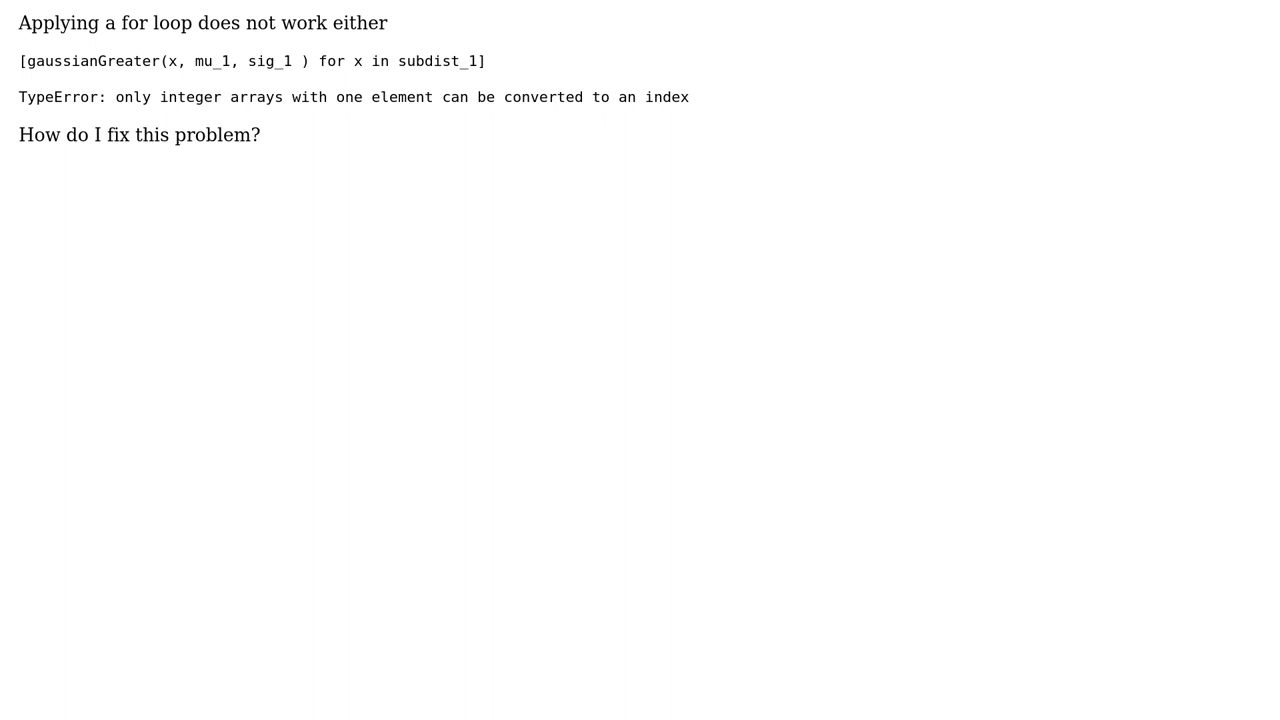 Applying a for loop does not work either
[gaussianGreater(x, mu_1, sig_1 ) for x in subdist_1]
TypeError: only integer arrays with one element can be converted to an index
How do I fix this problem?